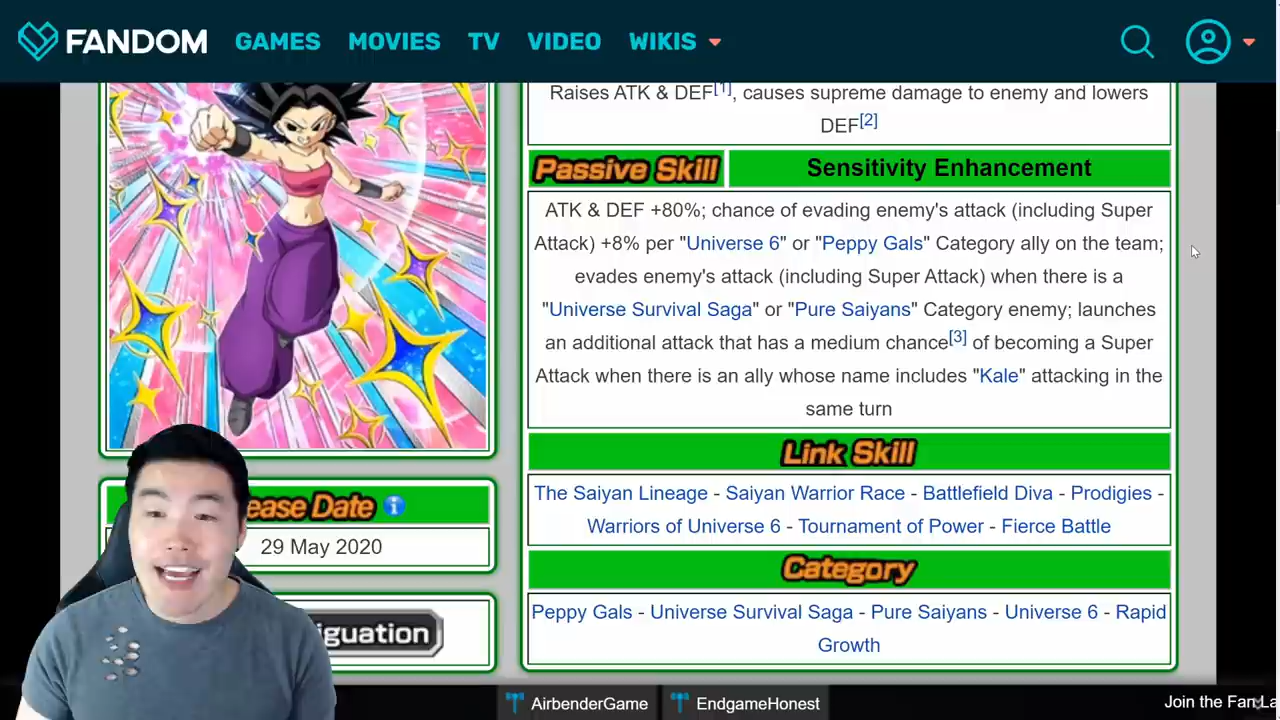 FANDOM GAMES MOVIES TV VIDEO WIKIS
Raises ATK & DEF[1], causes supreme damage to enemy and lowers
DEF[2]
Passive Skill Sensitivity Enhancement
ATK & DEF +80%; chance of evading enemy's attack (including Super
Attack) +8% per "Universe 6" or "Peppy Gals" Category ally on the team;
evades enemy's attack (including Super Attack) when there is a
"Universe Survival Saga" or "Pure Saiyans" Category enemy; launches
an additional attack that has a medium chance[3] of becoming a Super
Attack when there is an ally whose name includes "Kale" attacking in the
same turn
Link Skill
The Saiyan Lineage - Saiyan Warrior Race - Battlefield Diva - Prodigies -
Warriors of Universe 6 - Tournament of Power - Fierce Battle
Category
Peppy Gals - Universe Survival Saga - Pure Saiyans - Universe 6 - Rapid
Growth
ease Date
29 May 2020
iguation
AirbenderGame EndgameHonest
Join the Fan La